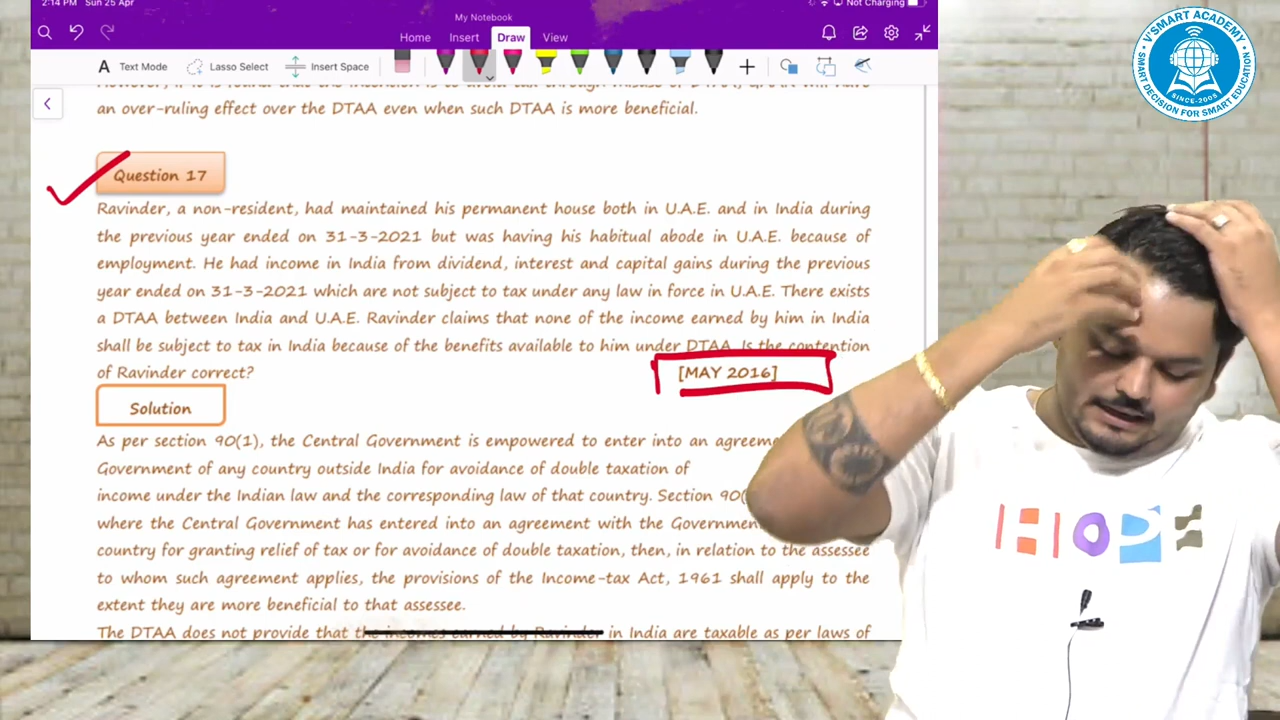 2:14 PM Sun 25 Apr
Not Charging
My Notebook
Home Insert Draw View
Text Mode Lasso Select Insert Space
an over-ruling effect over the DTAA even when such DTAA is more beneficial.
Question 17
Ravinder, a non-resident, had maintained his permanent house both in U.A.E. and in India during
the previous year ended on 31-3-2021 but was having his habitual abode in U.A.E. because of
employment. He had income in India from dividend, interest and capital gains during the previous
year ended on 31-3-2021 which are not subject to tax under any law in force in U.A.E. There exists
a DTAA between India and U.A.E. Ravinder claims that none of the income earned by him in India
shall be subject to tax in India because of the benefits available to him under DTAA. Is the contention
of Ravinder correct?
[MAY 2016]
Solution
As per section 90(1), the Central Government is empowered to enter into an
Government of any country outside India for avoidance of double taxation of
income under the Indian law and the corresponding law of that country. Section
where the Central Government has entered into an agreement with the
country for granting relief of tax or for avoidance of double taxation, then, in relation to the assessee
to whom such agreement applies, the provisions of the Income-tax Act, 1961 shall apply to the
extent they are more beneficial to that assessee.
The DTAA does not provide that the incomes earned by Ravinder in India are taxable as per laws of
V'SMART ACADEMY
SINCE-2005
SMART DECISION FOR SMART EDUCATION
HOPE